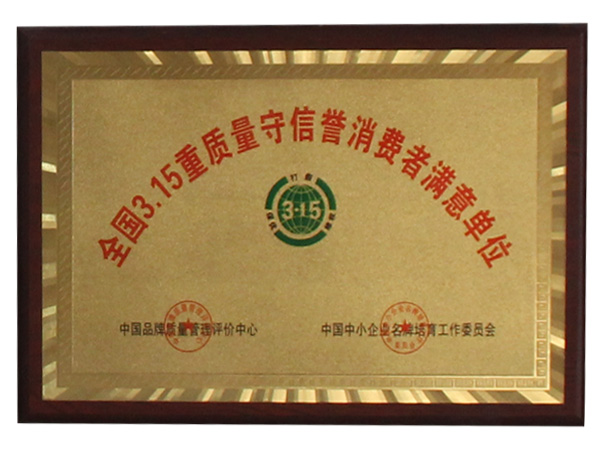 全国3.15重质量守信誉消费者满意单位
打假
3·15
中国品牌质量管理评价中心
中国中小企业名牌培育工作委员会